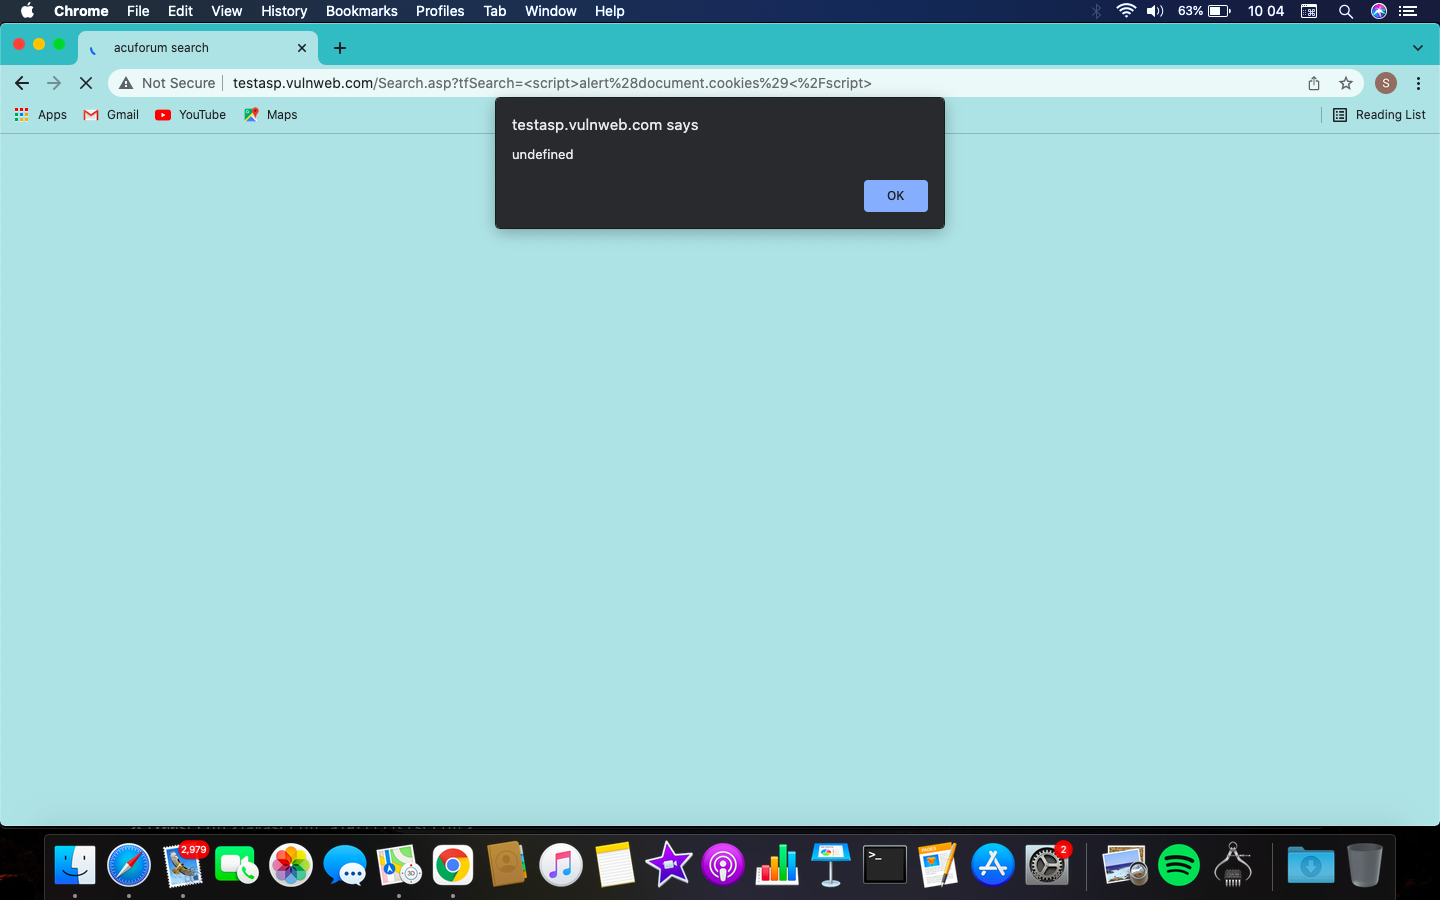 Chrome File Edit View History Bookmarks Profiles Tab Window Help 63% 10 04
acuforum search
Not Secure testasp.vulnweb.com/Search.asp?tfSearch=<script>alert%28document.cookies%29<%2Fscript> S
Apps Gmail YouTube Maps Reading List
testasp.vulnweb.com says
undefined
OK
2,979
3D
>_
PAGES
2